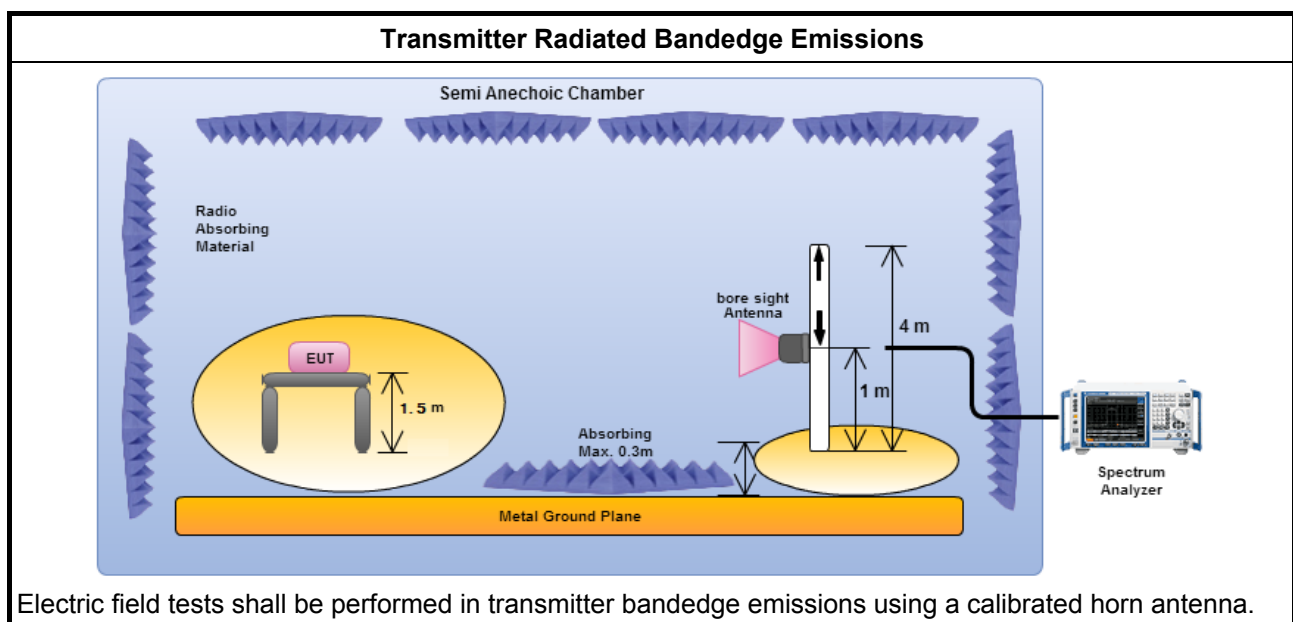 Transmitter Radiated Bandedge Emissions
Semi Anechoic Chamber
Radio
Absorbing
Material
bore sight
Antenna
4 m
EUT
1 m
1. 5 m
Absorbing
Max. 0.3m
Spectrum
Analyzer
Metal Ground Plane
Electric field tests shall be performed in transmitter bandedge emissions using a calibrated horn antenna.